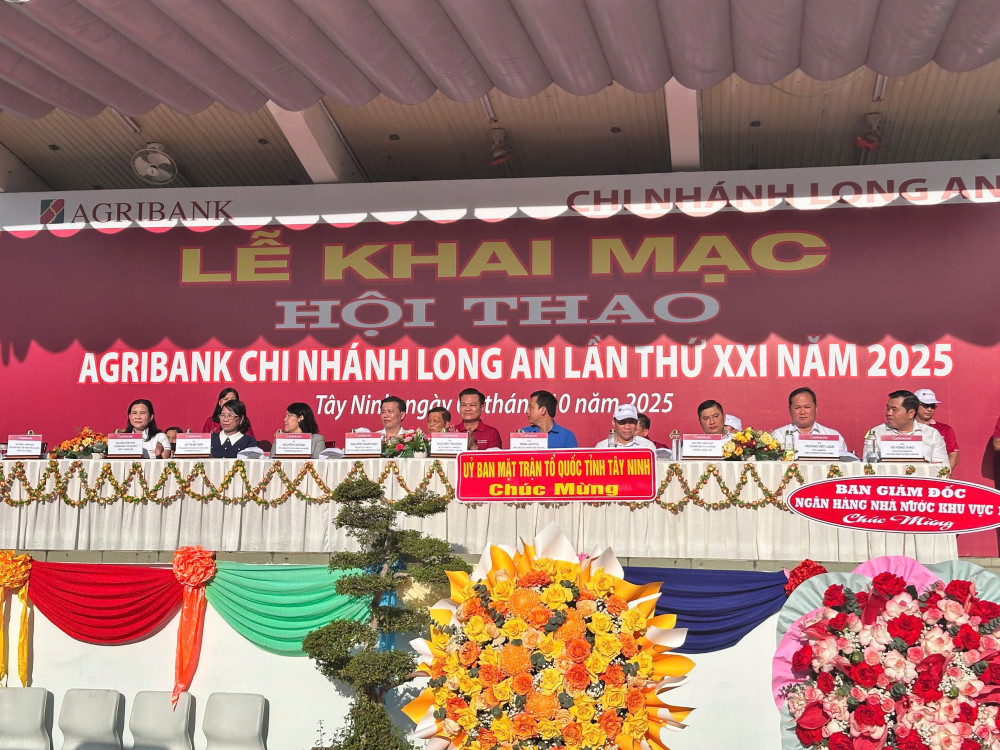 AGRIBANK
CHI NHÁNH LONG AN
LỄ KHAI MẠC
HỘI THAO
AGRIBANK CHI NHÁNH LONG AN LẦN THỨ XXI NĂM 2025
Tây Ninh, ngày tháng 10 năm 2025
ỦY BAN MẶT TRẬN TỔ QUỐC TỈNH TÂY NINH
Chúc Mừng
BAN GIÁM ĐỐC
NGÂN HÀNG NHÀ NƯỚC KHU VỰC
Chúc Mừng